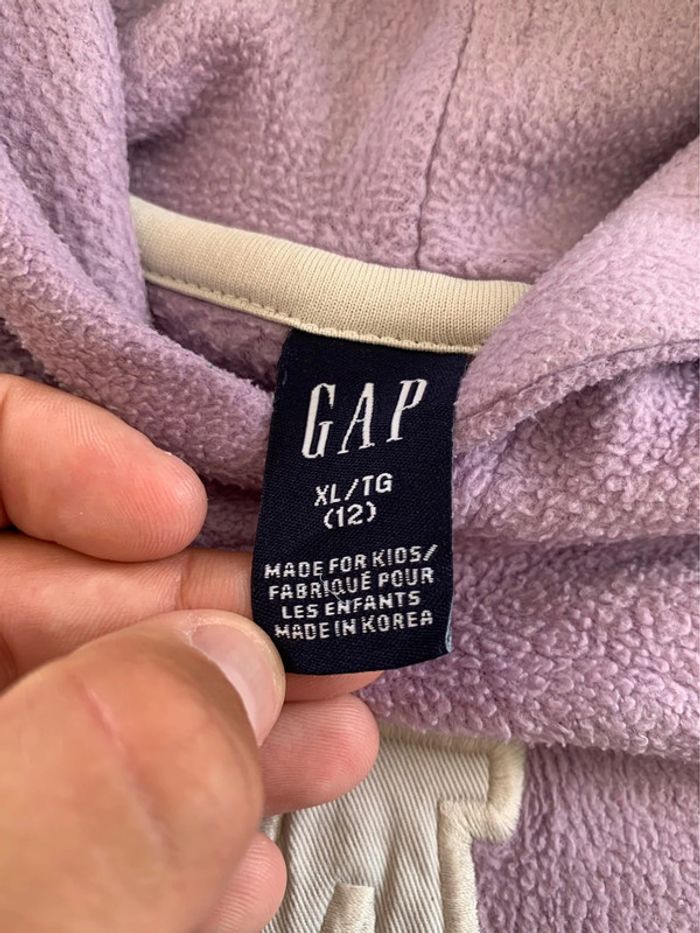 GAP
XL/TG
(12)
MADE FOR KIDS/
FABRIQUÉ POUR
LES ENFANTS
MADE IN KOREA